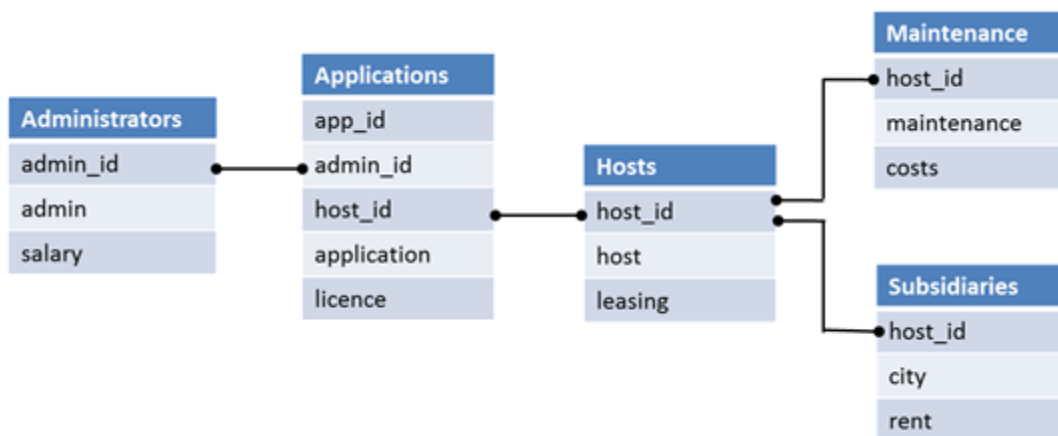 Administrators
admin_id
admin
salary
Applications
app_id
admin_id
host_id
application
licence
Hosts
host_id
host
leasing
Maintenance
host_id
maintenance
costs
Subsidiaries
host_id
city
rent